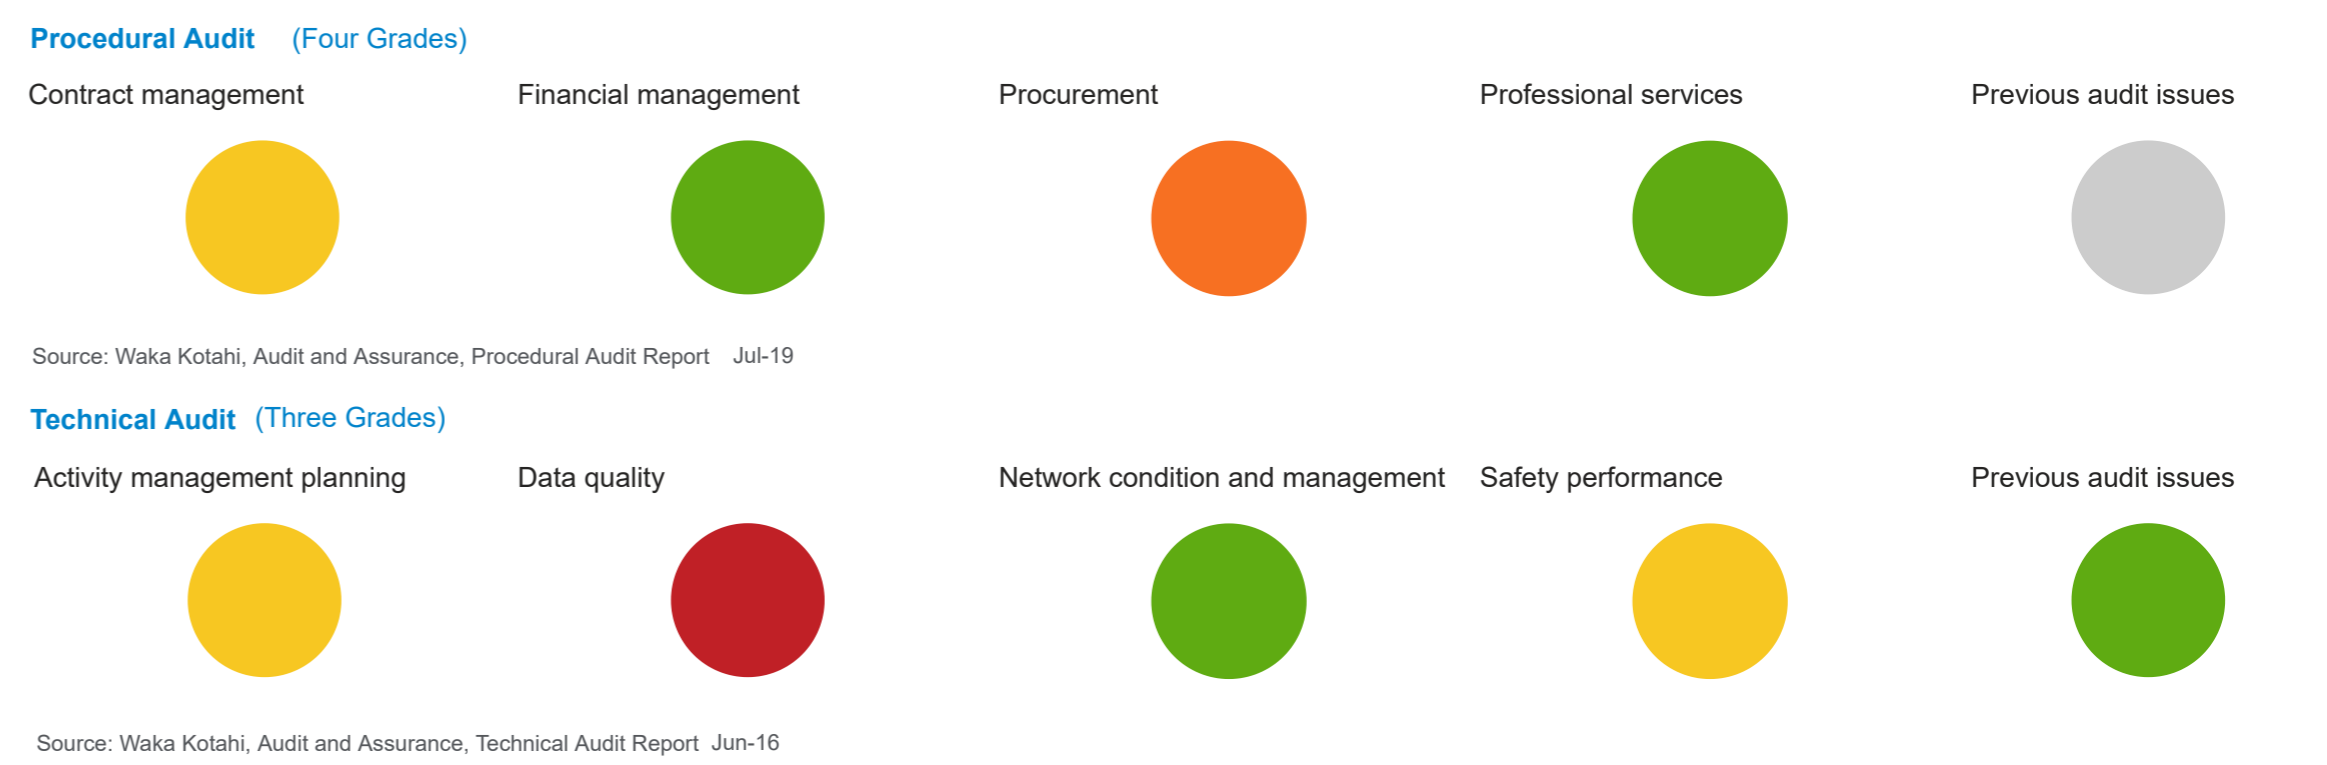 Procedural Audit (Four Grades)
Contract management Financial management Procurement Professional services Previous audit issues
Source: Waka Kotahi, Audit and Assurance, Procedural Audit Report Jul-19
Technical Audit (Three Grades)
Activity management planning Data quality Network condition and management Safety performance Previous audit issues
Source: Waka Kotahi, Audit and Assurance, Technical Audit Report Jun-16